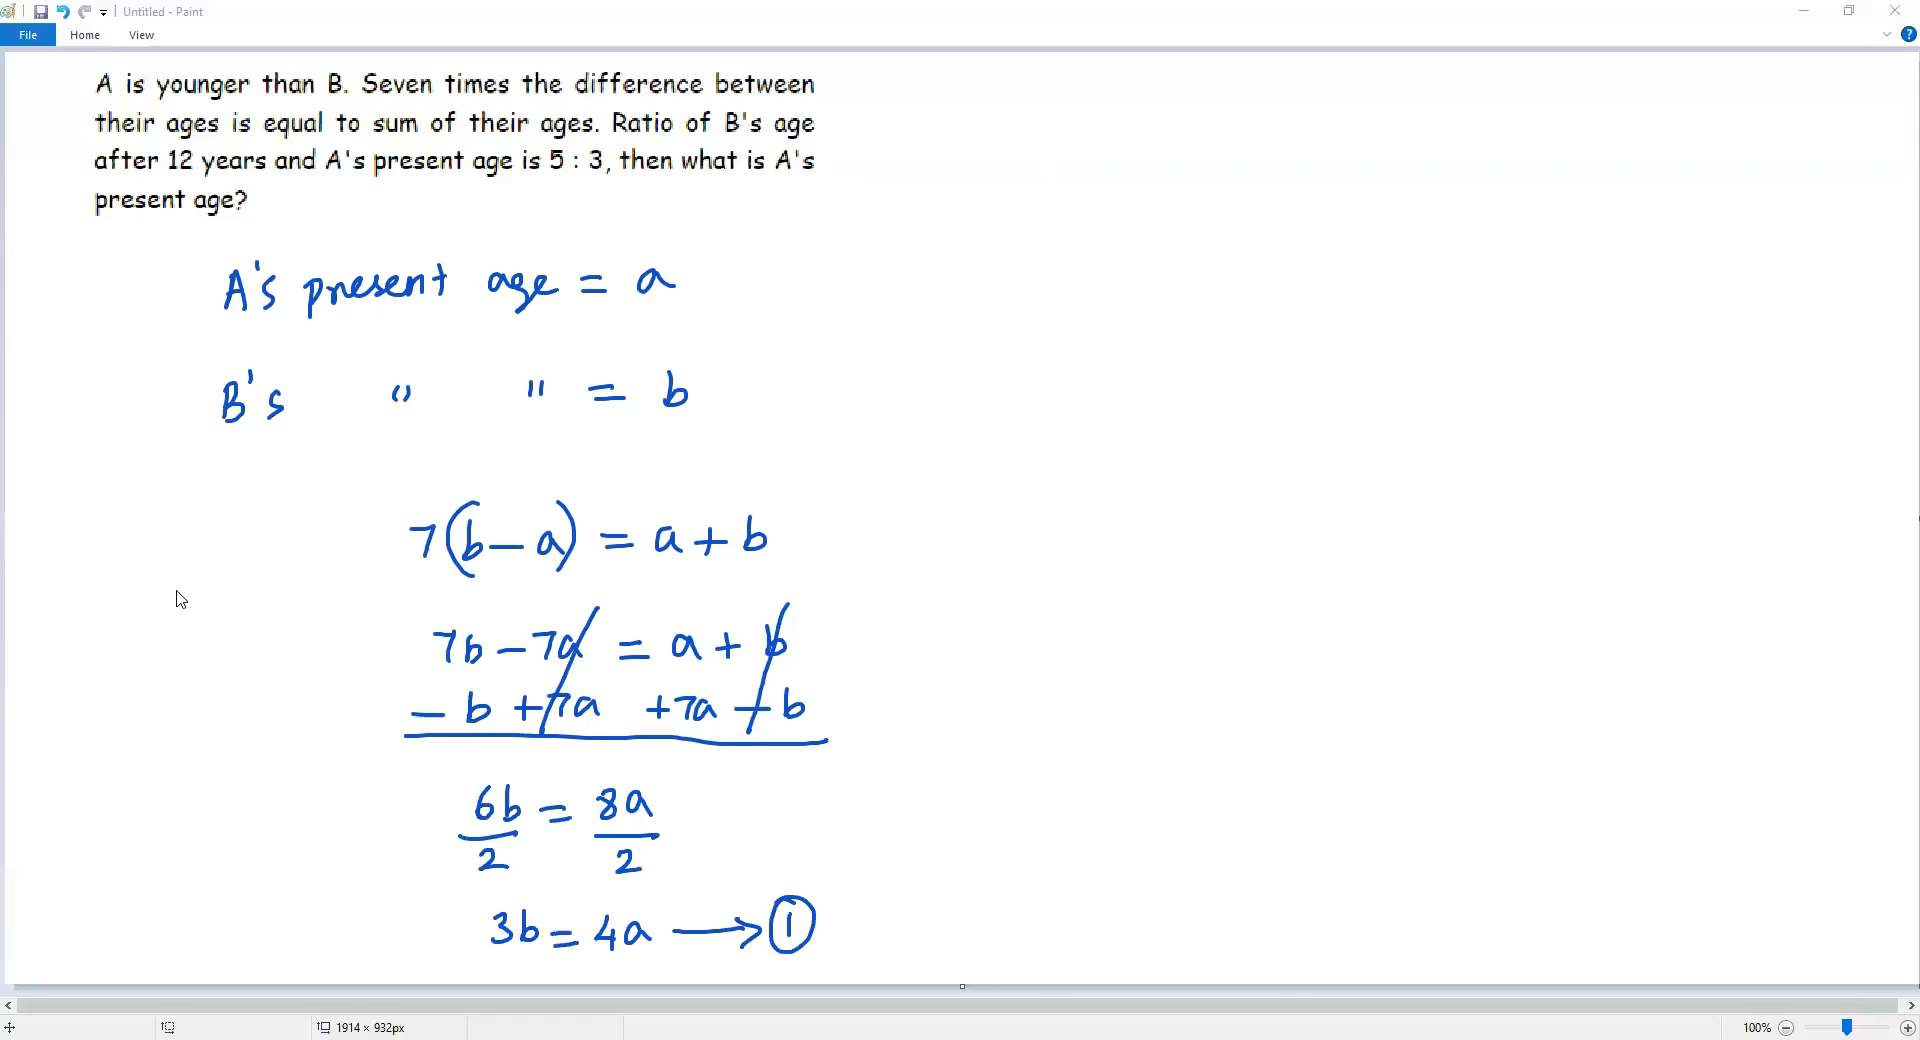 Untitled - Paint
File Home View
A is younger than B. Seven times the difference between
their ages is equal to sum of their ages. Ratio of B's age
after 12 years and A's present age is 5 : 3, then what is A's
present age?
A's present age = a
B's " " = b
7(b - a) = a + b
7b - 7a = a + b
- b + 7a + 7a - b
6b = 8a
2 2
3b = 4a → ①
1914 × 932px 100%